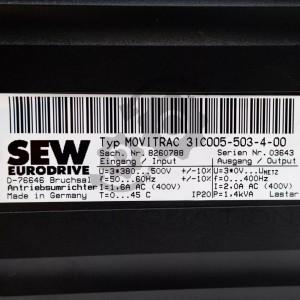 Typ MOVITRAC 31C005-503-4-00
Sach. Nr. 8260788 Serien Nr. 03643
Eingang / Input Ausgang / Output
SEW
EURODRIVE
D-76646 Bruchsal
Antriebsumrichter
Made in Germany
U=3*380...500V +/-10% U=3*0V...UNETZ
f=50...60Hz +/-10% f=0...400Hz
I=1.6A AC (400V) I=2.0A AC (400V)
T=0...45 C IP20 P=1.4kVA